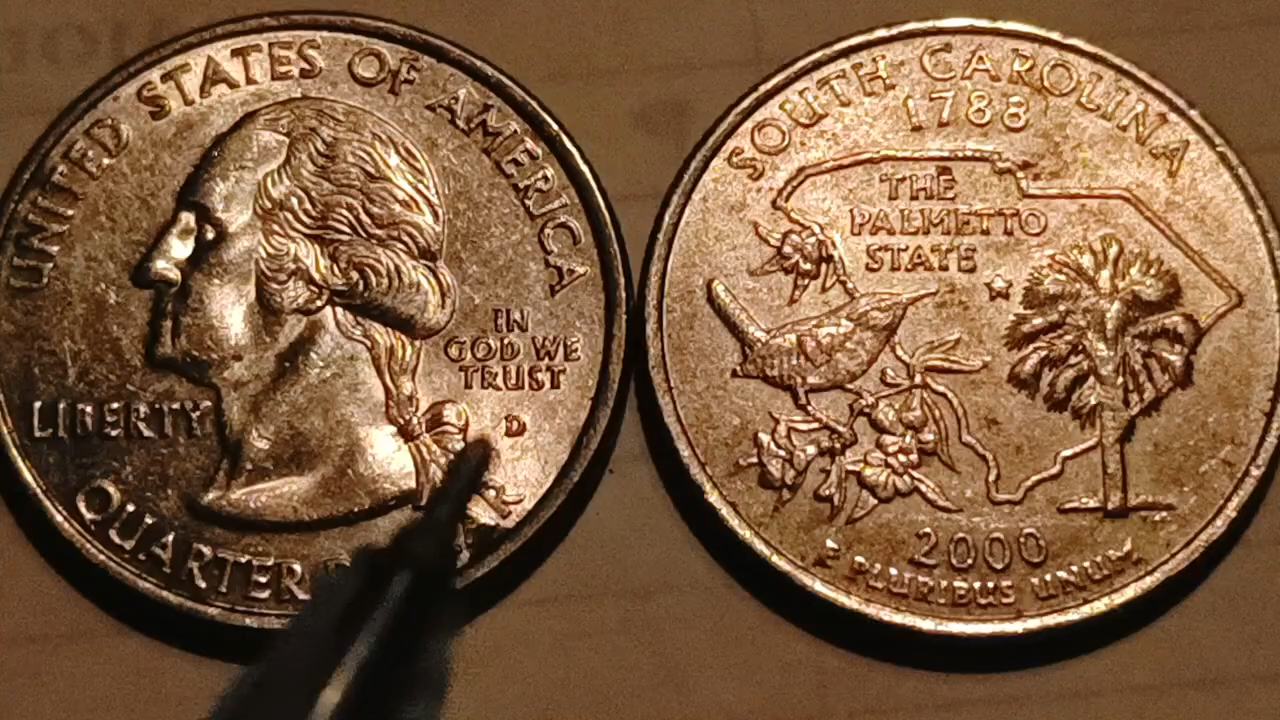 UNITED STATES OF AMERICA
IN
GOD WE
TRUST
LIBERTY
D
QUARTER
SOUTH CAROLINA
1788
THE
PALMETTO
STATE
2000
E PLURIBUS UNUM